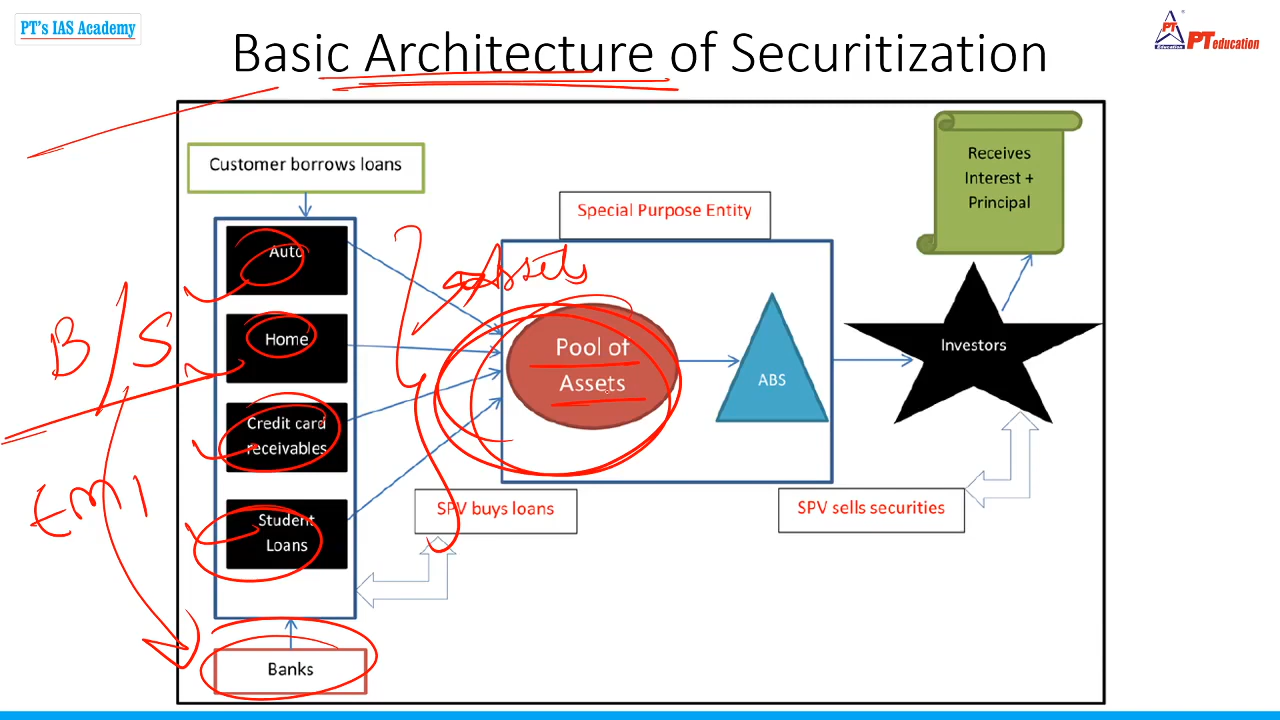 PT's IAS Academy
PT
Education
PT education
Basic Architecture of Securitization
Customer borrows loans
Auto
Home
Credit card
receivables
Student
Loans
Banks
B/S
EMI
Assets
Special Purpose Entity
Pool of
Assets
ABS
SPV buys loans
SPV sells securities
Investors
Receives
Interest +
Principal